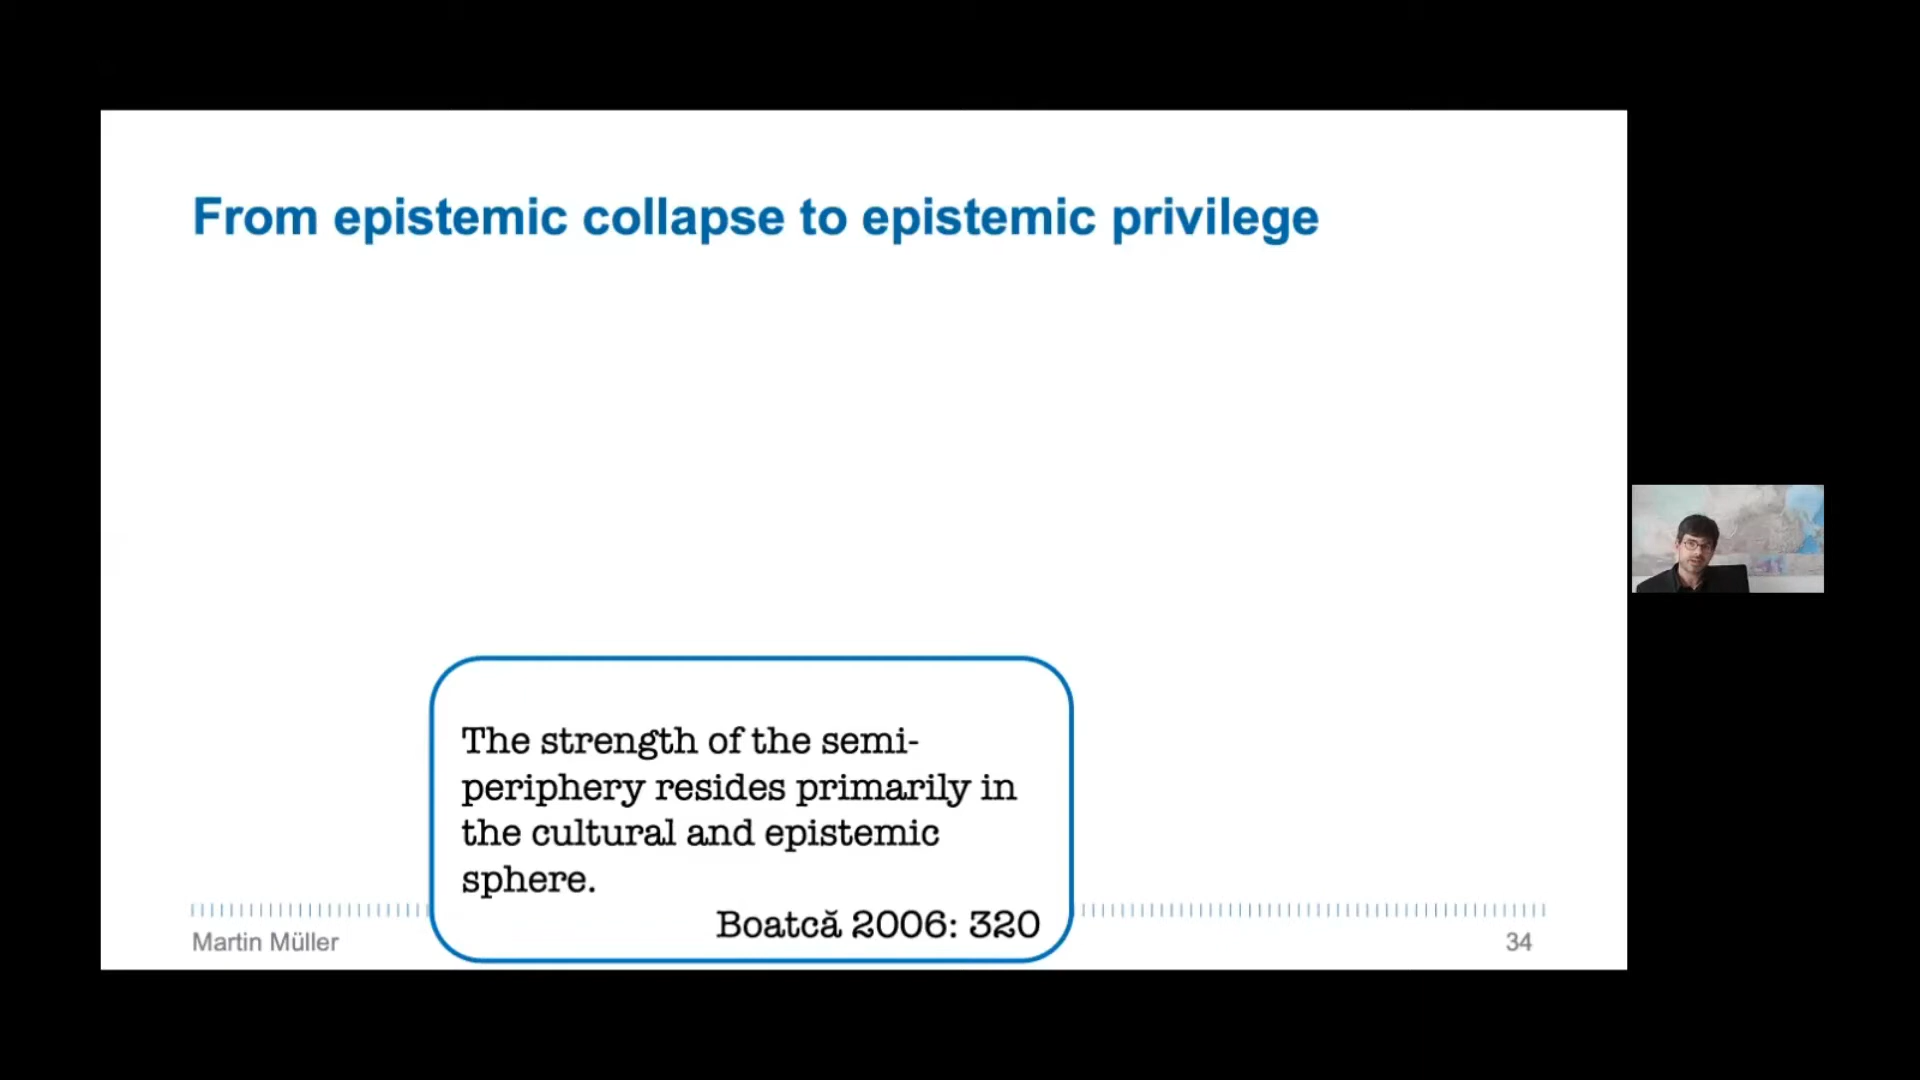 From epistemic collapse to epistemic privilege
The strength of the semi-
periphery resides primarily in
the cultural and epistemic
sphere.
Boatcă 2006: 320
Martin Müller
34